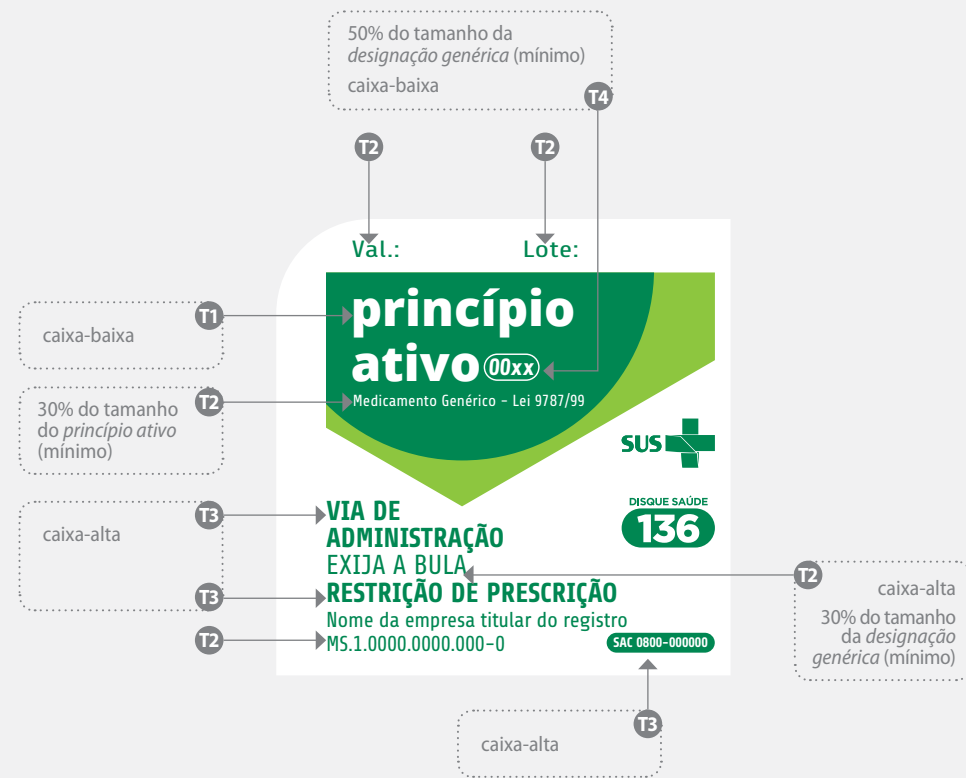 50% do tamanho da
designação genérica (mínimo)
caixa-baixa
T4
T2
T2
Val.:
Lote:
T1
caixa-baixa
princípio
ativo 00xx
T2
30% do tamanho
do princípio ativo
(mínimo)
Medicamento Genérico - Lei 9787/99
SUS
DISQUE SAÚDE
136
T3
caixa-alta
T3
VIA DE
ADMINISTRAÇÃO
EXIJA A BULA
RESTRIÇÃO DE PRESCRIÇÃO
Nome da empresa titular do registro
T2
MS.1.0000.0000.000-0
SAC 0800-000000
T2
caixa-alta
30% do tamanho
da designação
genérica (mínimo)
T3
caixa-alta